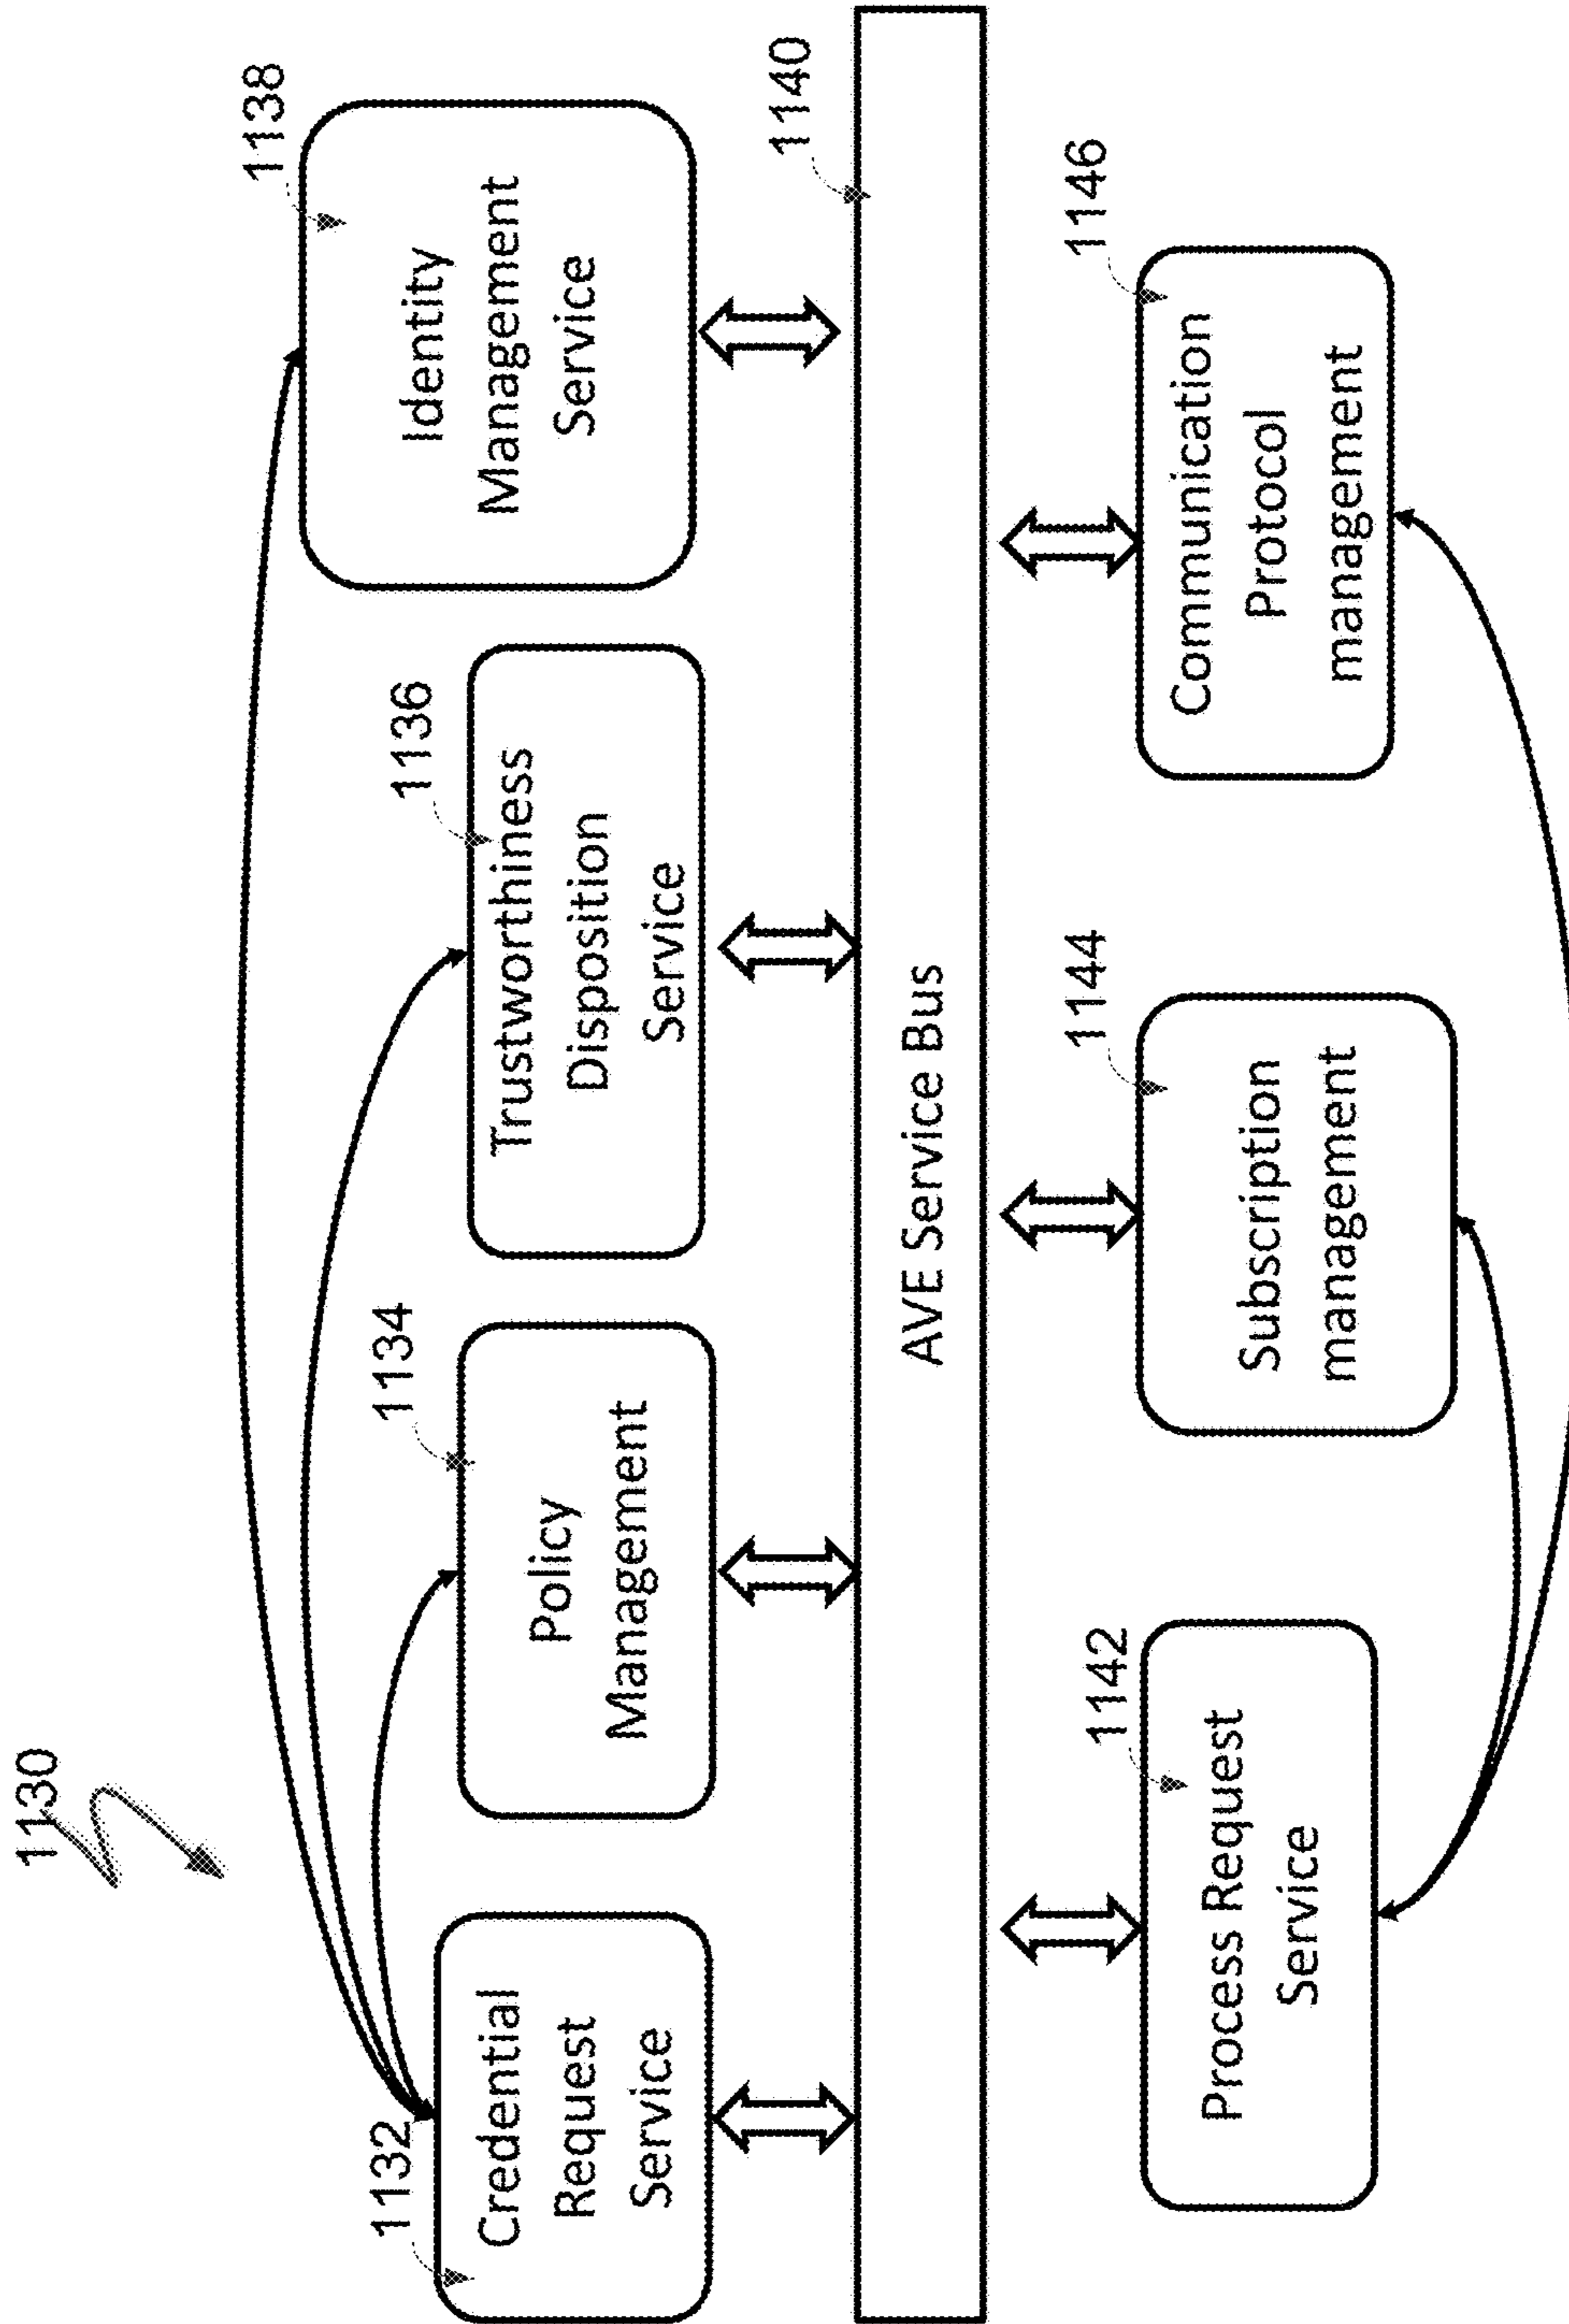 1130
1132
Credential
Request
Service
1134
Policy
Management
1136
Trustworthiness
Disposition
Service
1138
Identity
Management
Service
1140
AVE Service Bus
1142
Process Request
Service
1144
Subscription
management
1146
Communication
Protocol
management